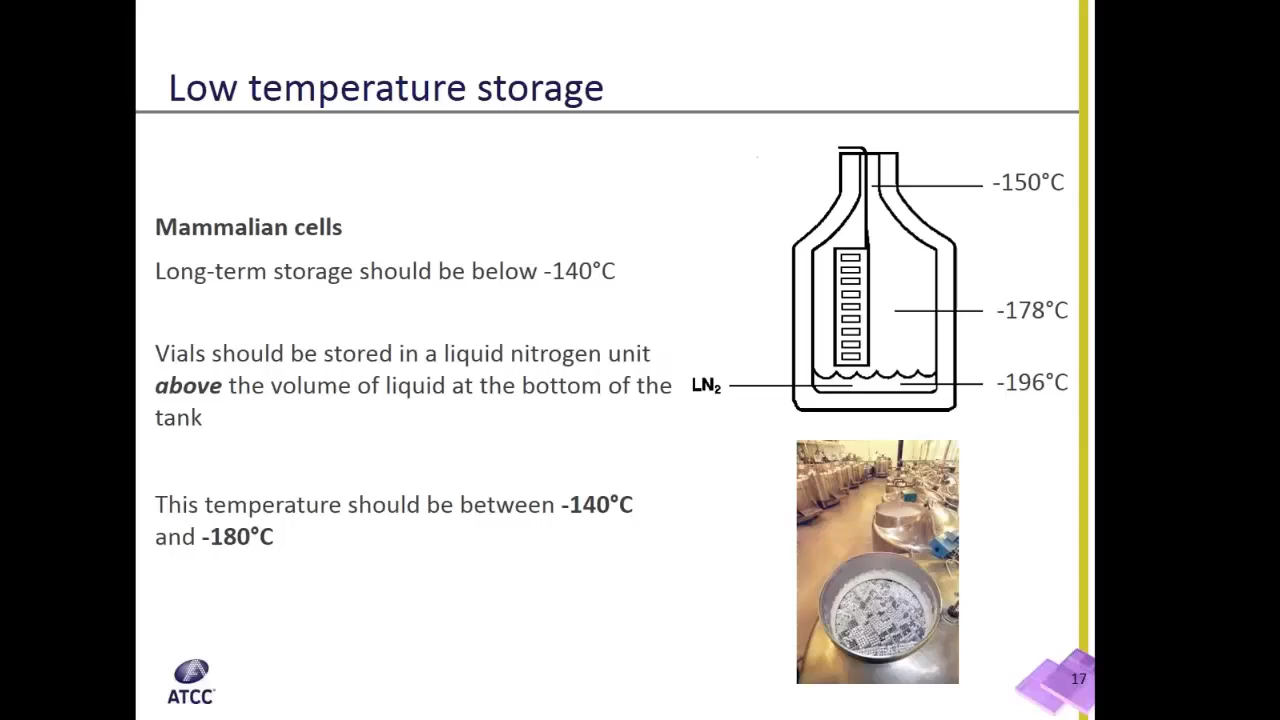 Low temperature storage
Mammalian cells
Long-term storage should be below -140°C
Vials should be stored in a liquid nitrogen unit
above the volume of liquid at the bottom of the
tank
This temperature should be between -140°C
and -180°C
-150°C
-178°C
LN₂
-196°C
ATCC
17